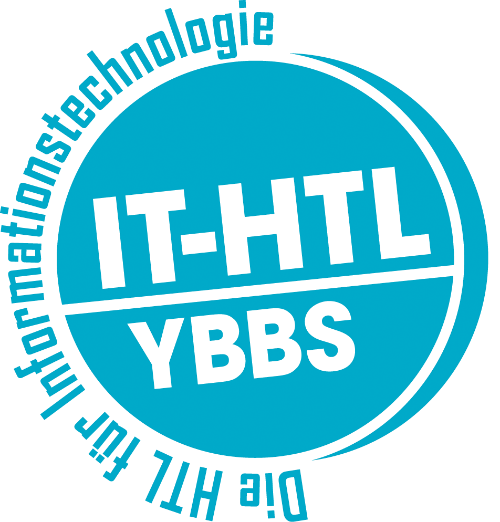 IT-HTL
YBBS
Die HTL für Informationstechnologie